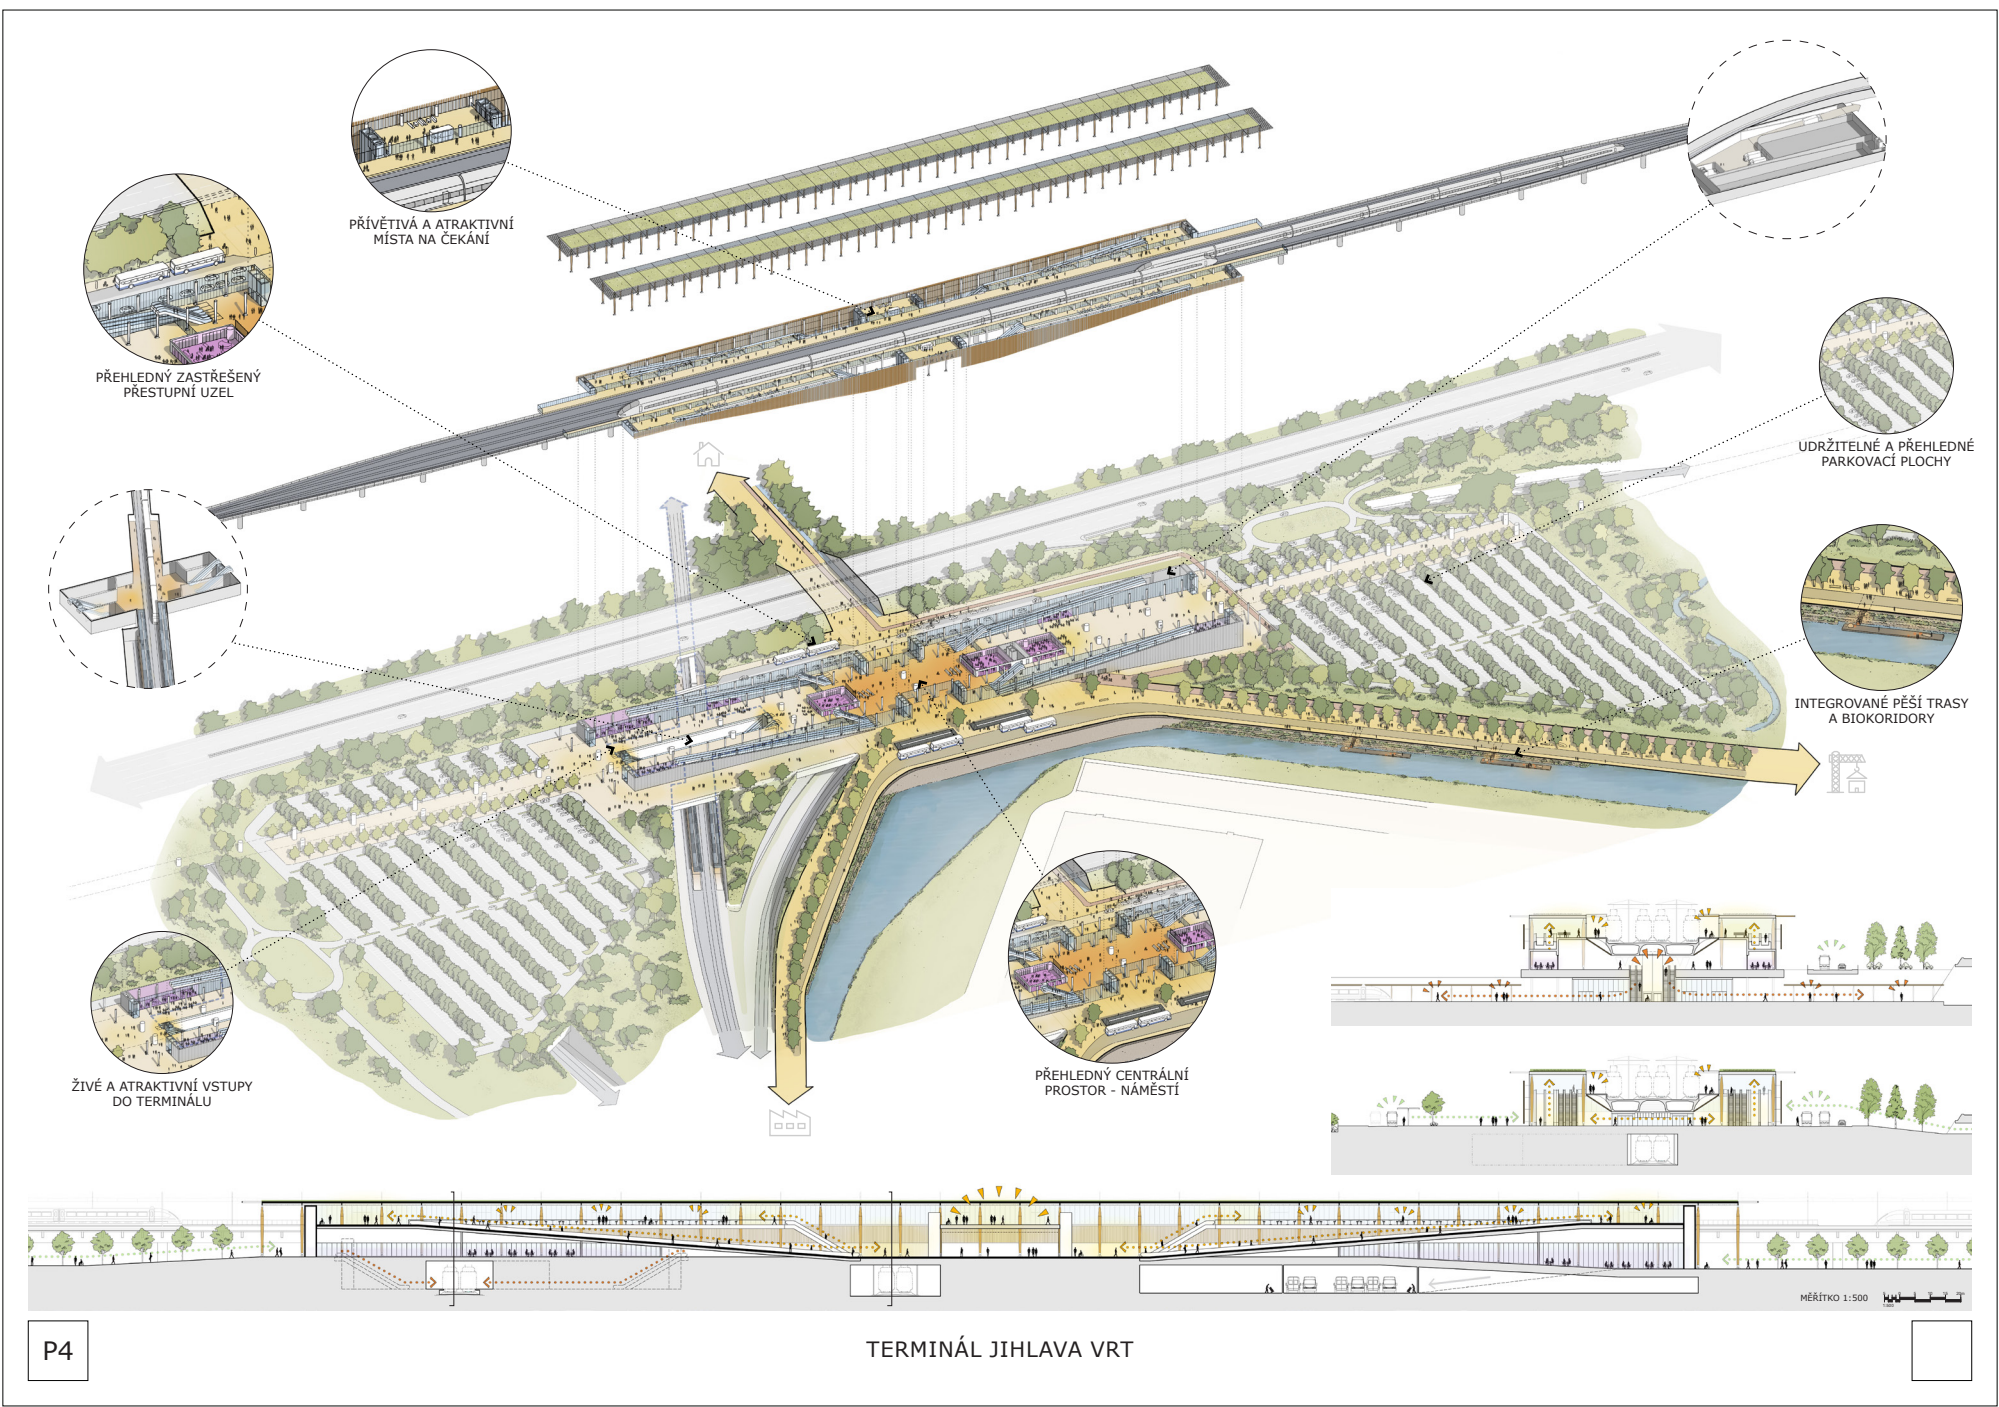 PŘÍVĚTIVÁ A ATRAKTIVNÍ
MÍSTA NA ČEKÁNÍ
PŘEHLEDNÝ ZASTŘEŠENÝ
PŘESTUPNÍ UZEL
UDRŽITELNÉ A PŘEHLEDNÉ
PARKOVACÍ PLOCHY
INTEGROVANÉ PĚŠÍ TRASY
A BIOKORIDORY
PŘEHLEDNÝ CENTRÁLNÍ
PROSTOR - NÁMĚSTÍ
ŽIVÉ A ATRAKTIVNÍ VSTUPY
DO TERMINÁLU
MĚŘÍTKO 1:500
P4
TERMINÁL JIHLAVA VRT